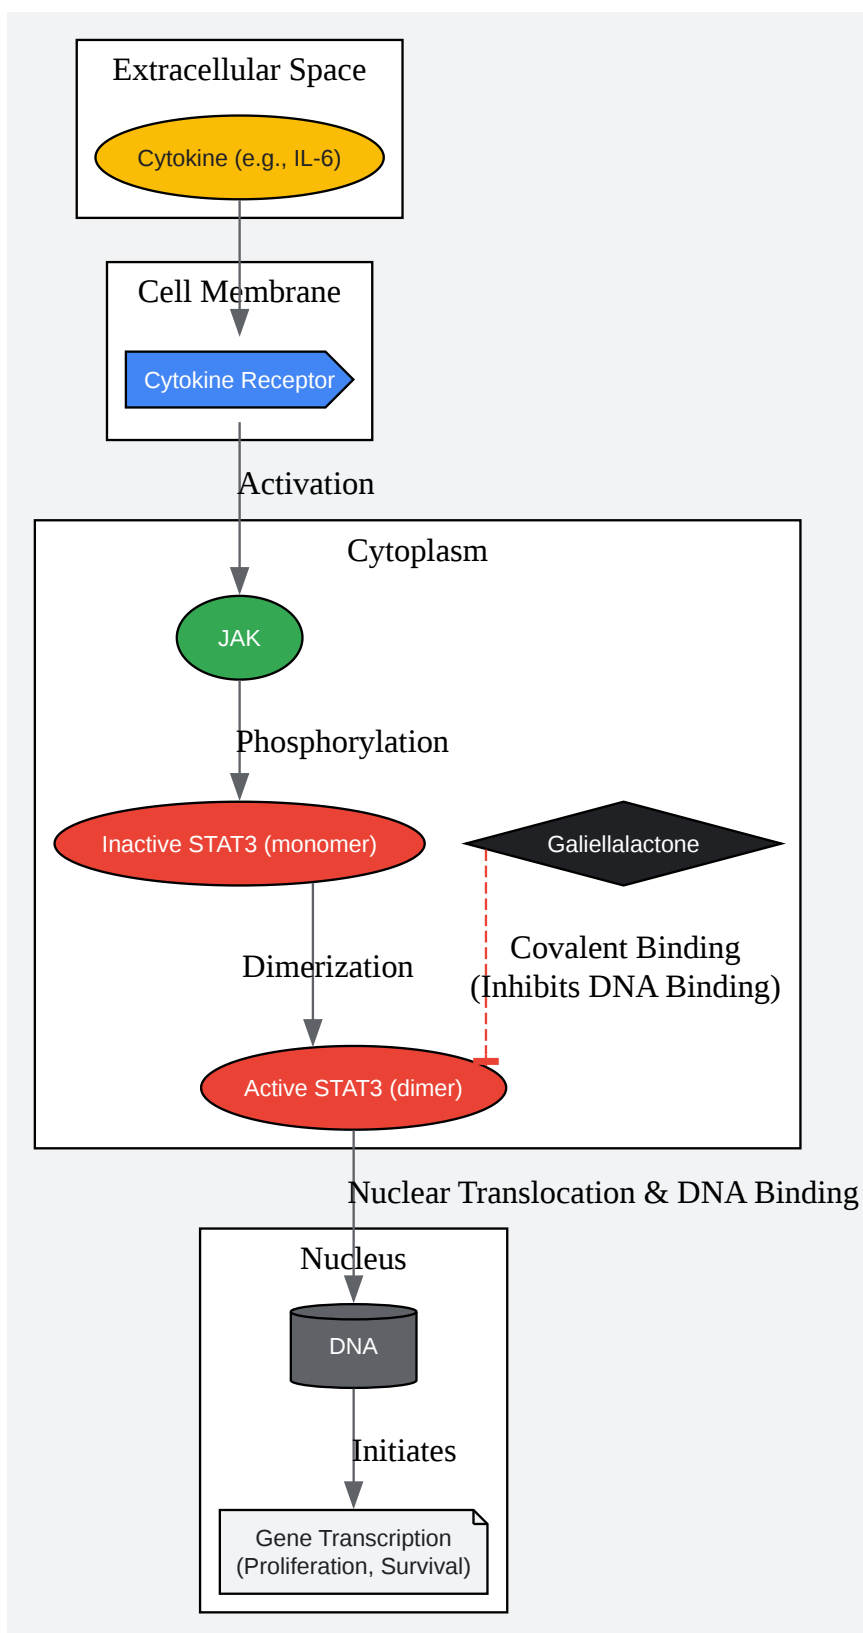 Extracellular Space
Cytokine (e.g., IL-6)
Cell Membrane
Cytokine Receptor
Activation
Cytoplasm
JAK
Phosphorylation
Inactive STAT3 (monomer)
Galiellalactone
Covalent Binding
(Inhibits DNA Binding)
Dimerization
Active STAT3 (dimer)
Nuclear Translocation & DNA Binding
Nucleus
DNA
Initiates
Gene Transcription
(Proliferation, Survival)